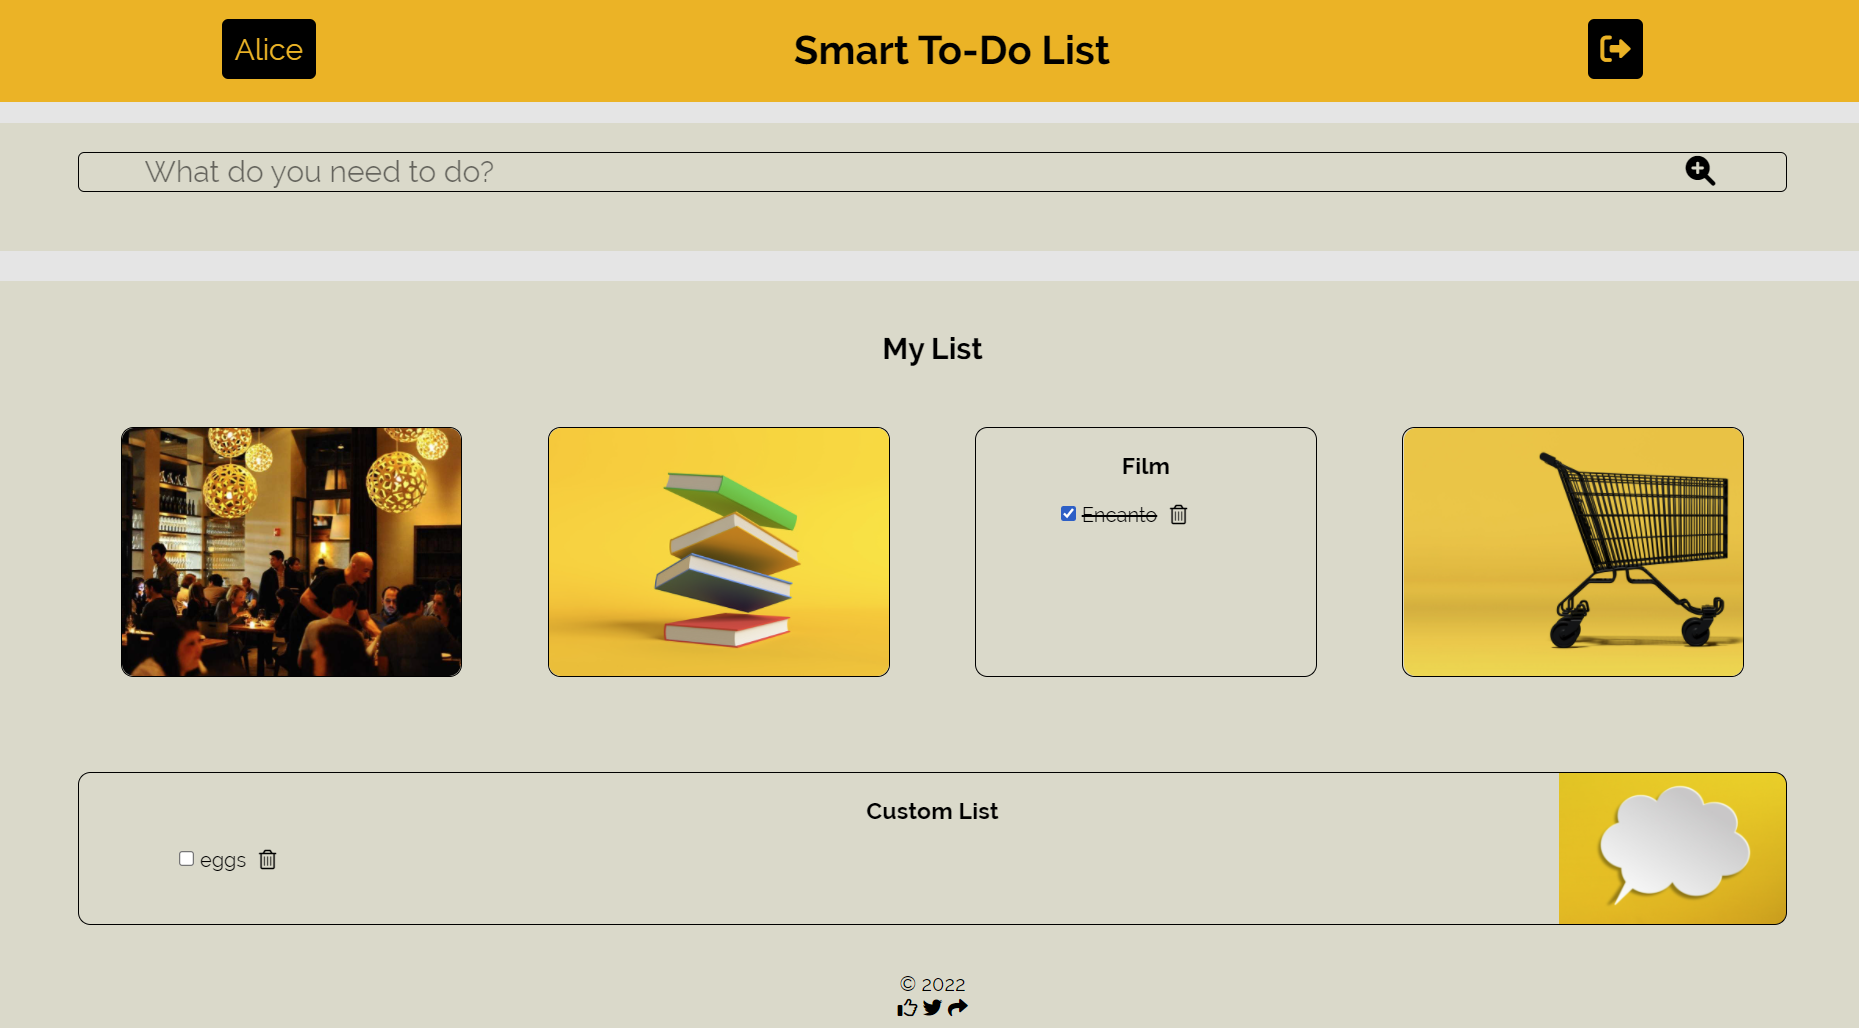 Alice
Smart To-Do List
What do you need to do?
My List
Film
Encanto
Custom List
eggs
© 2022